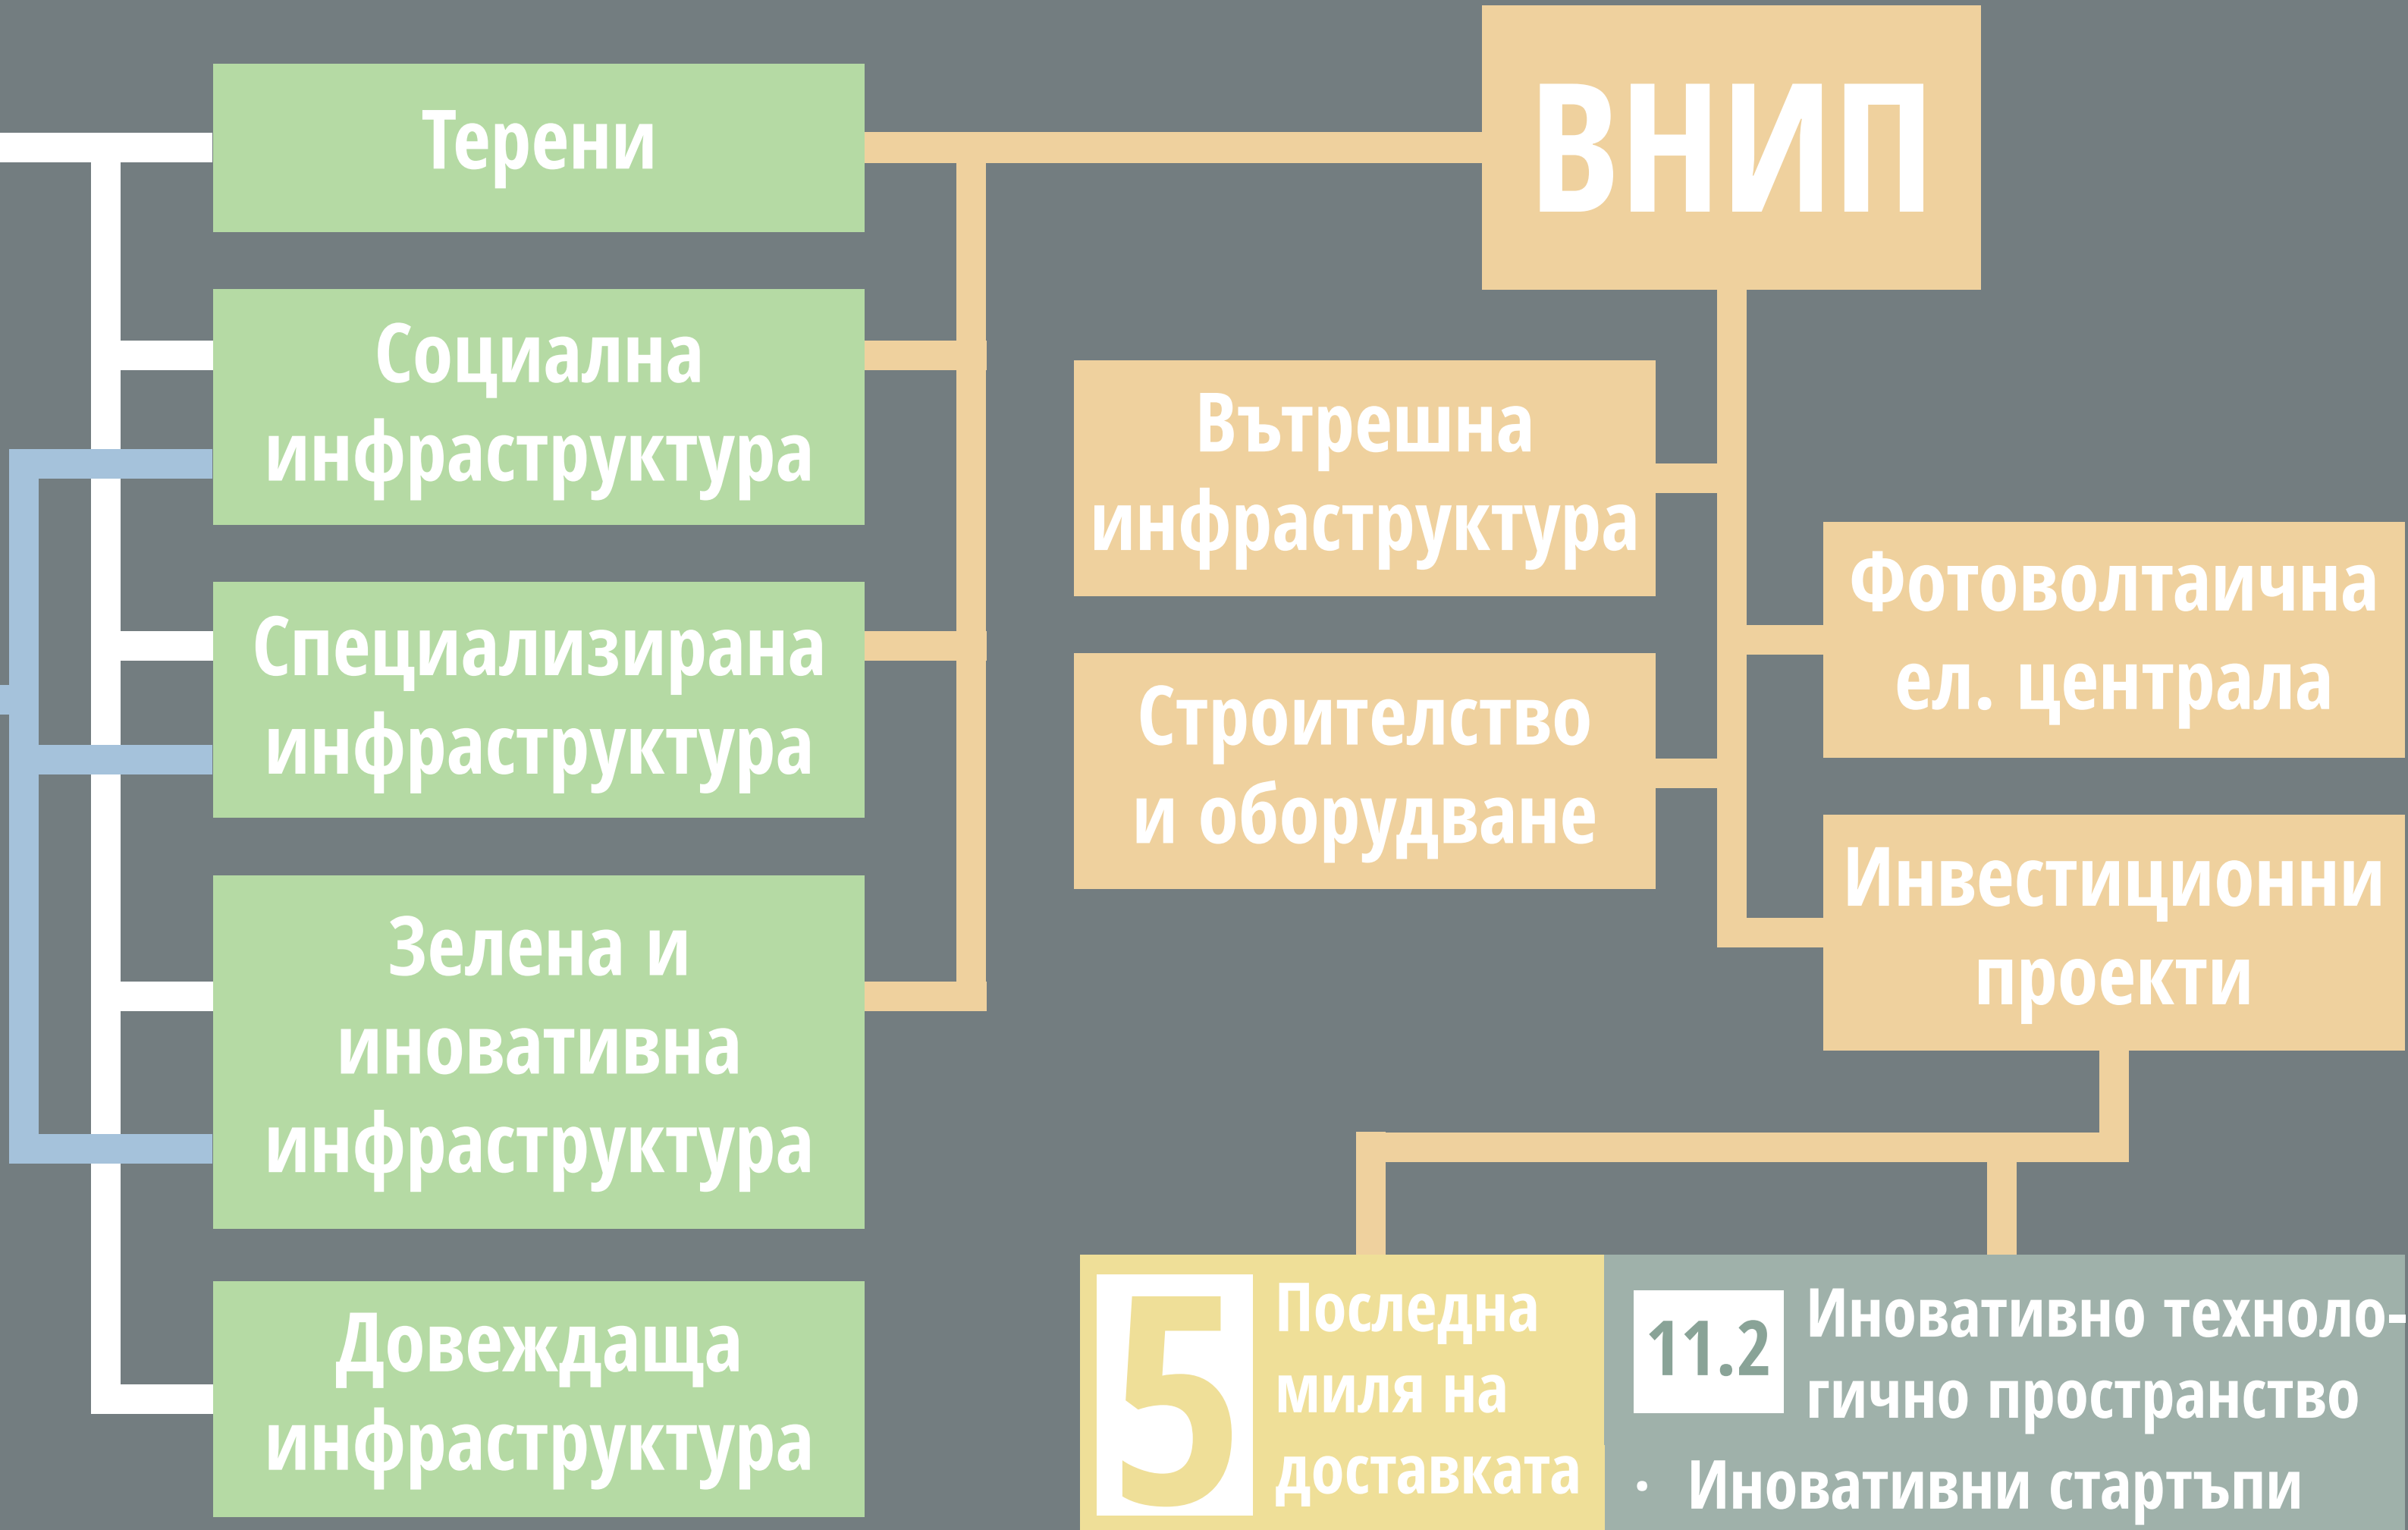 Терени
Социална
инфраструктура
Специализирана
инфраструктура
Зелена и
иновативна
инфраструктура
Довеждаща
инфраструктура
ВНИП
Вътрешна
инфраструктура
Строителство
и оборудване
Фотоволтаична
ел. централа
Инвестиционни
проекти
5
Последна
миля на
доставката
11.2
Иновативно техноло-
гично пространство
· Иновативни стартъпи